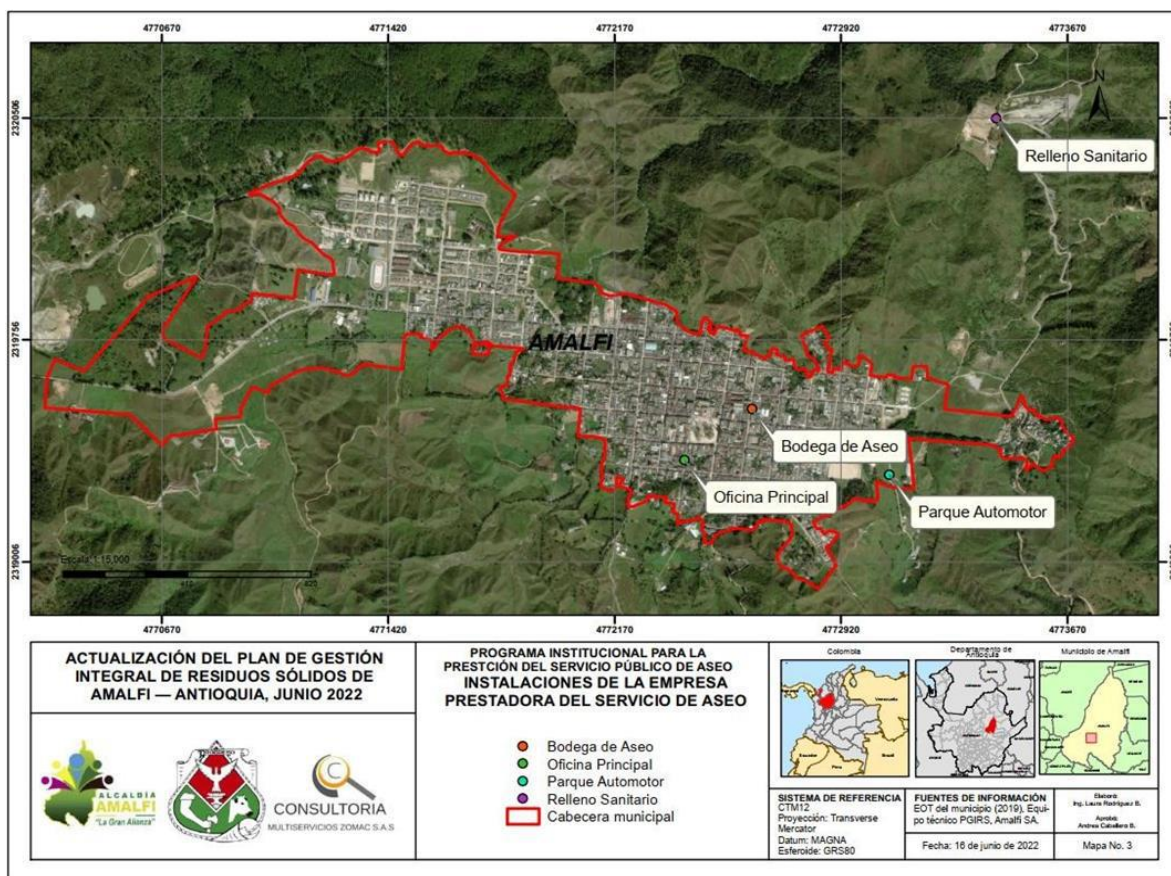 4770670
4771420
4772170
4772920
4773670
2320506
N
Relleno Sanitario
2319756
AMALFI
Bodega de Aseo
Oficina Principal
Parque Automotor
2319006
Escala 1:15,000
4770670
4771420
4772170
4772920
4773670
ACTUALIZACIÓN DEL PLAN DE GESTIÓN
INTEGRAL DE RESIDUOS SÓLIDOS DE
AMALFI — ANTIOQUIA, JUNIO 2022
ALCALDÍA
AMALFI
"La Gran Alianza"
C
CONSULTORIA
MULTISERVICIOS ZOMAC S.A.S
PROGRAMA INSTITUCIONAL PARA LA
PRESTCIÓN DEL SERVICIO PÚBLICO DE ASEO
INSTALACIONES DE LA EMPRESA
PRESTADORA DEL SERVICIO DE ASEO
Bodega de Aseo
Oficina Principal
Parque Automotor
Relleno Sanitario
Cabecera municipal
Colombia
Departamento de
Antioquia
Municipio de Amalfi
SISTEMA DE REFERENCIA
CTM12
Proyección: Transverse
Mercator
Datum: MAGNA
Esferoide: GRS80
FUENTES DE INFORMACIÓN
EOT del municipio (2019), Equi-
po técnico PGIRS, Amalfi SA.
Fecha: 16 de junio de 2022
Elaboró:
Ing. Laura Rodríguez B.
Aprobó:
Andrea Caballero B.
Mapa No. 3